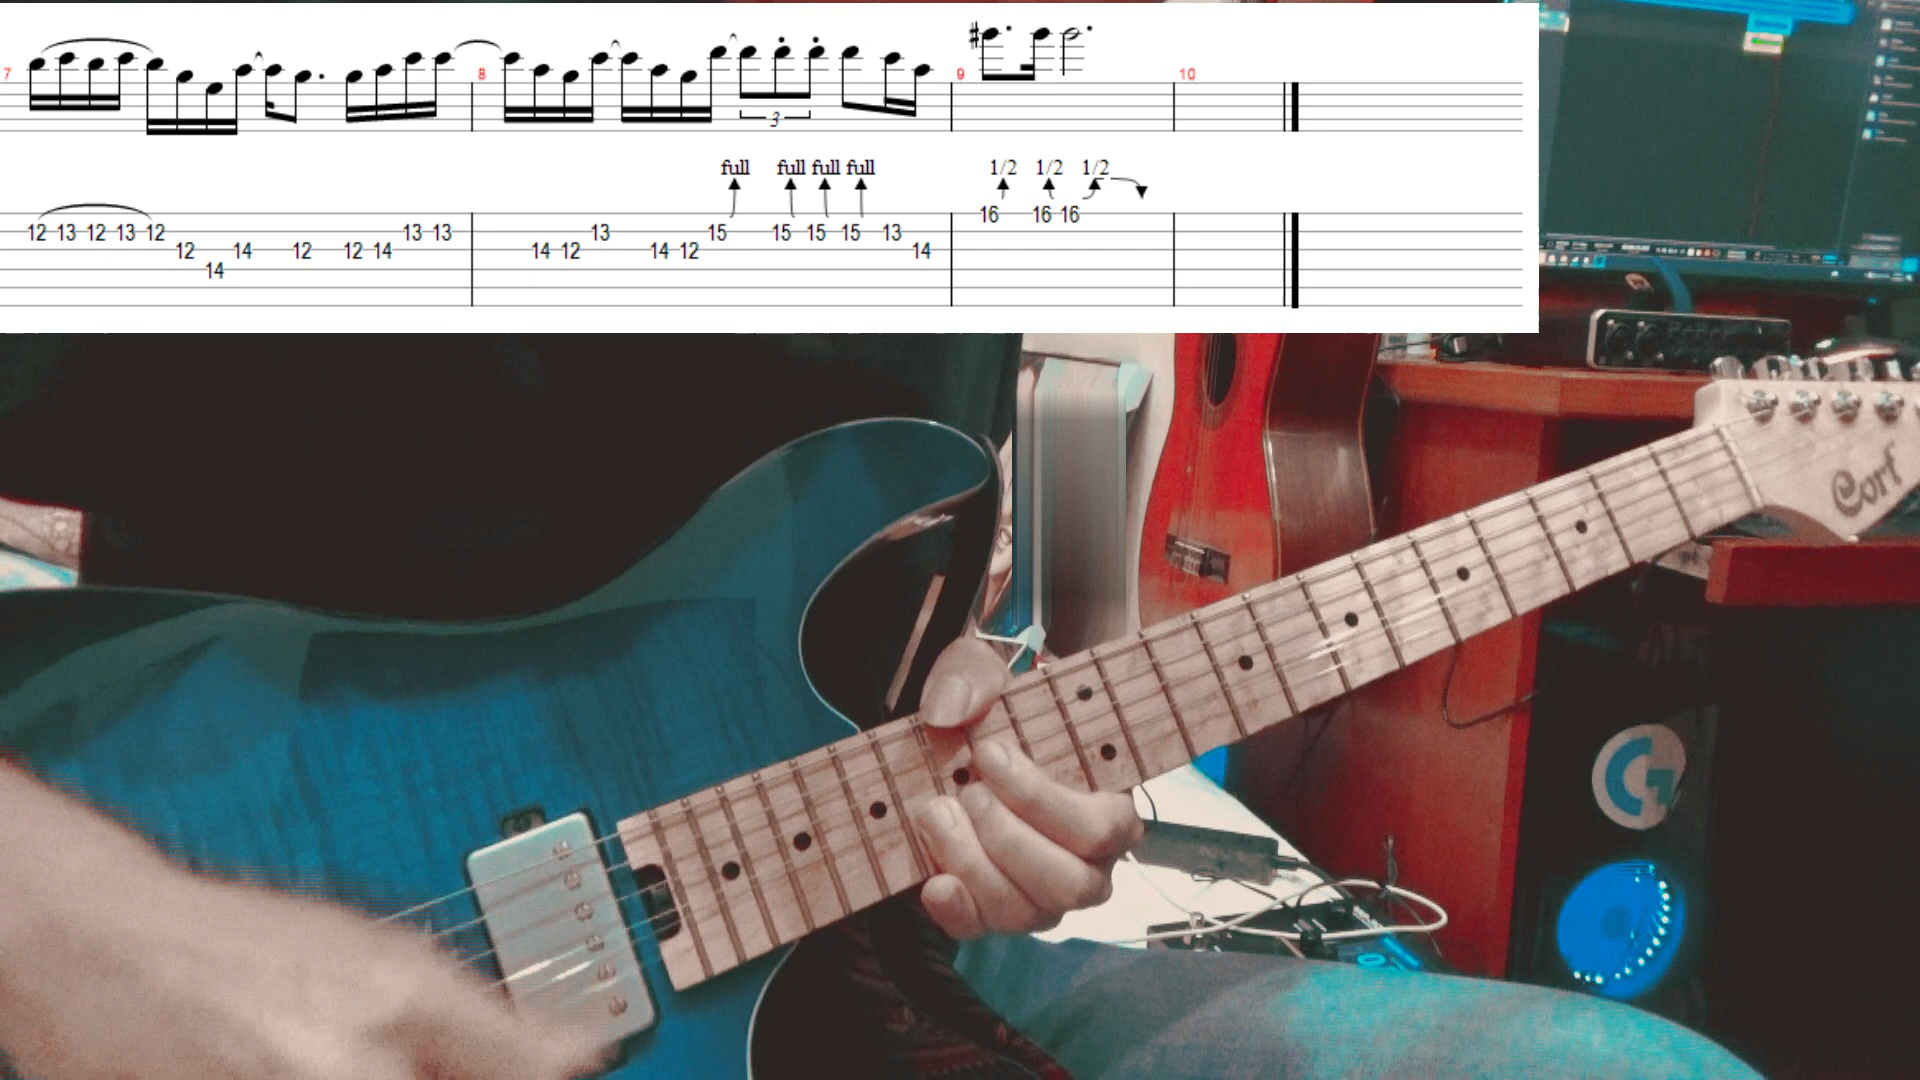 7 8 3 9 10
full full full full 1/2 1/2 1/2
16 16 16
12 13 12 13 12 13 13 13 15 15 15 15 13
12 14 12 12 14 14 12 14 12 14
14
Cort
G